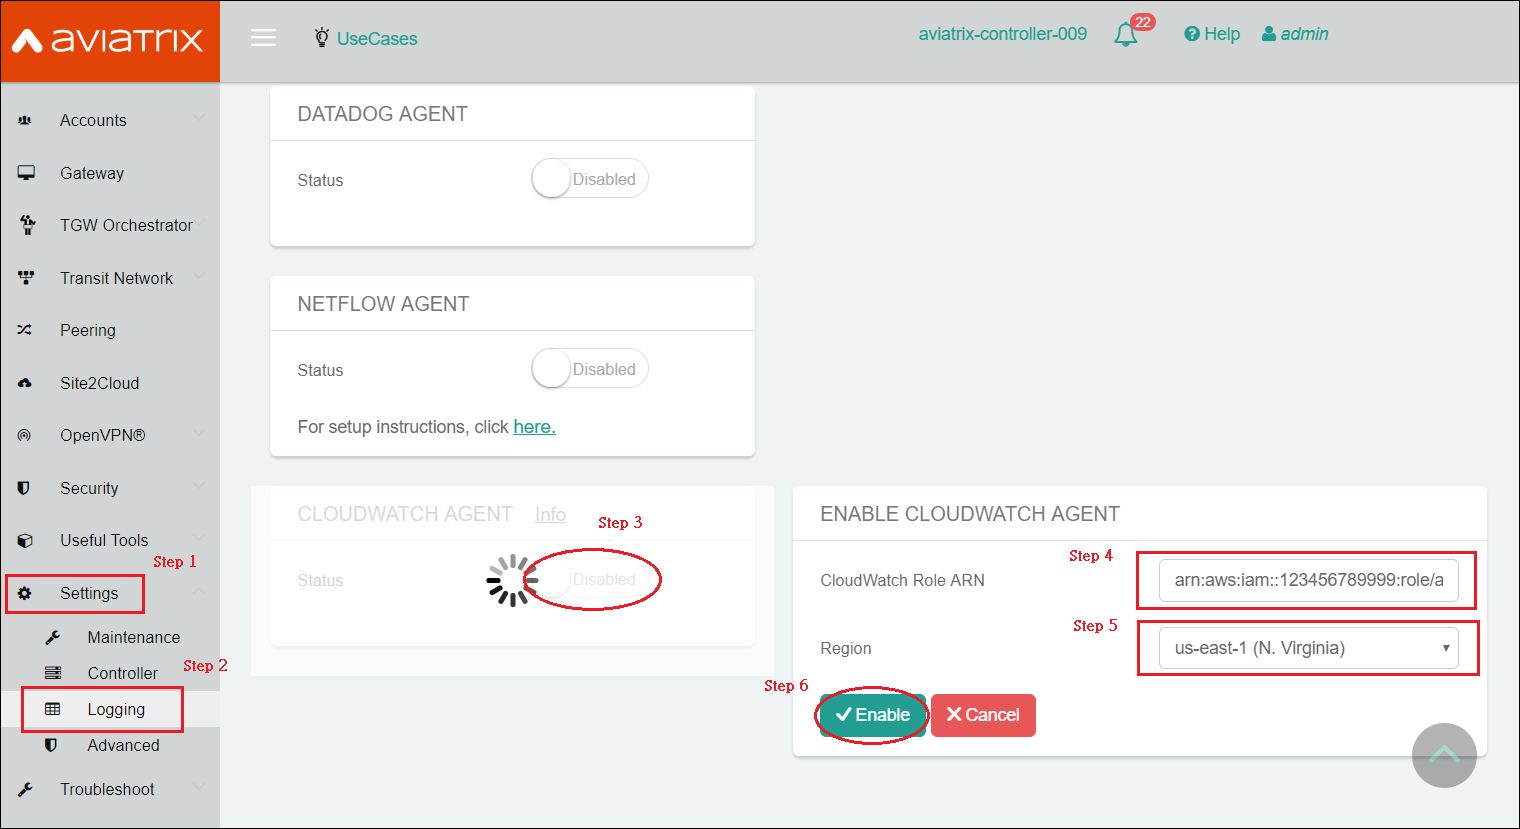 aviatrix
UseCases
aviatrix-controller-009
22
Help
admin
Accounts
Gateway
TGW Orchestrator
Transit Network
Peering
Site2Cloud
OpenVPN®
Security
Useful Tools
Step 1
Settings
Maintenance
Controller
Step 2
Logging
Advanced
Troubleshoot
DATADOG AGENT
Status
Disabled
NETFLOW AGENT
Status
Disabled
For setup instructions, click here.
CLOUDWATCH AGENT Info
Step 3
Status
Disabled
ENABLE CLOUDWATCH AGENT
Step 4
CloudWatch Role ARN
arn:aws:iam::123456789999:role/a
Step 5
Region
us-east-1 (N. Virginia)
Step 6
Enable
Cancel